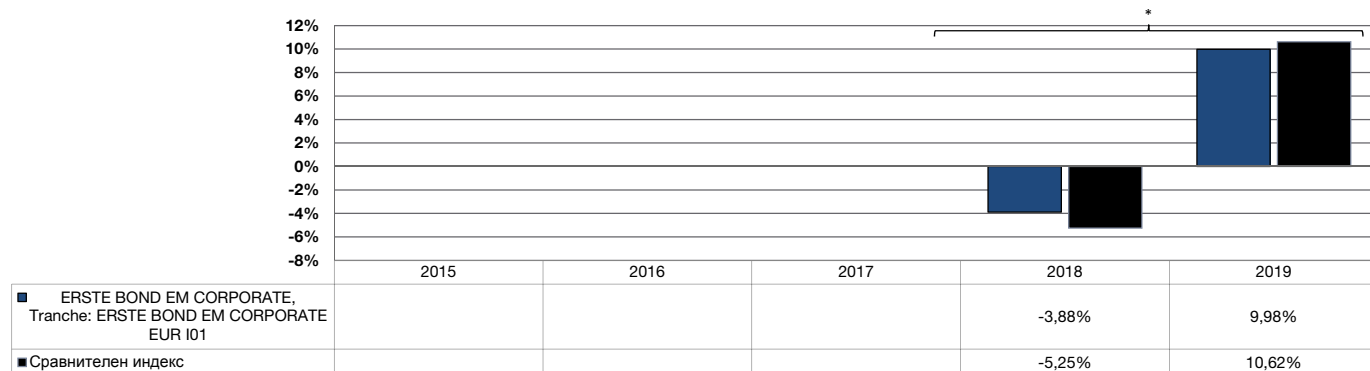 *
12%
10%
8%
6%
4%
2%
0%
-2%
-4%
-6%
-8%
2015 2016 2017 2018 2019
ERSTE BOND EM CORPORATE,
Tranche: ERSTE BOND EM CORPORATE
EUR I01
-3,88% 9,98%
Сравнителен индекс -5,25% 10,62%